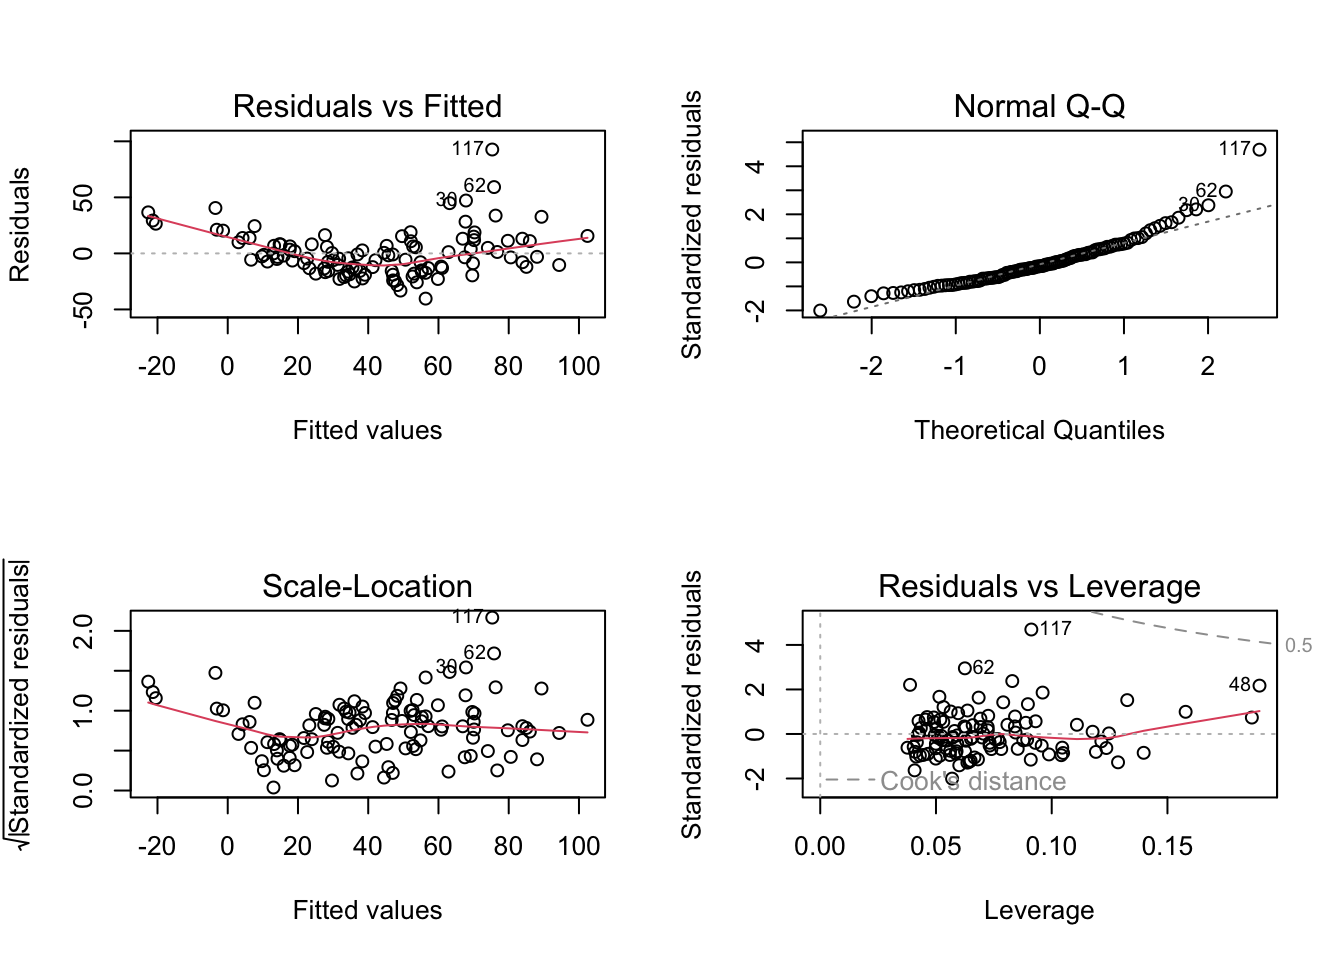 Residuals vs Fitted
Residuals
-50 0 50
117
62
30
-20 0 20 40 60 80 100
Fitted values
Normal Q-Q
Standardized residuals
-2 0 2 4
117
62
30
-2 -1 0 1 2
Theoretical Quantiles
Scale-Location
√|Standardized residuals|
0.0 1.0 2.0
117
62
30
-20 0 20 40 60 80 100
Fitted values
Residuals vs Leverage
Standardized residuals
-2 0 2 4
117
0.5
62
48
Cook's distance
0.00 0.05 0.10 0.15
Leverage